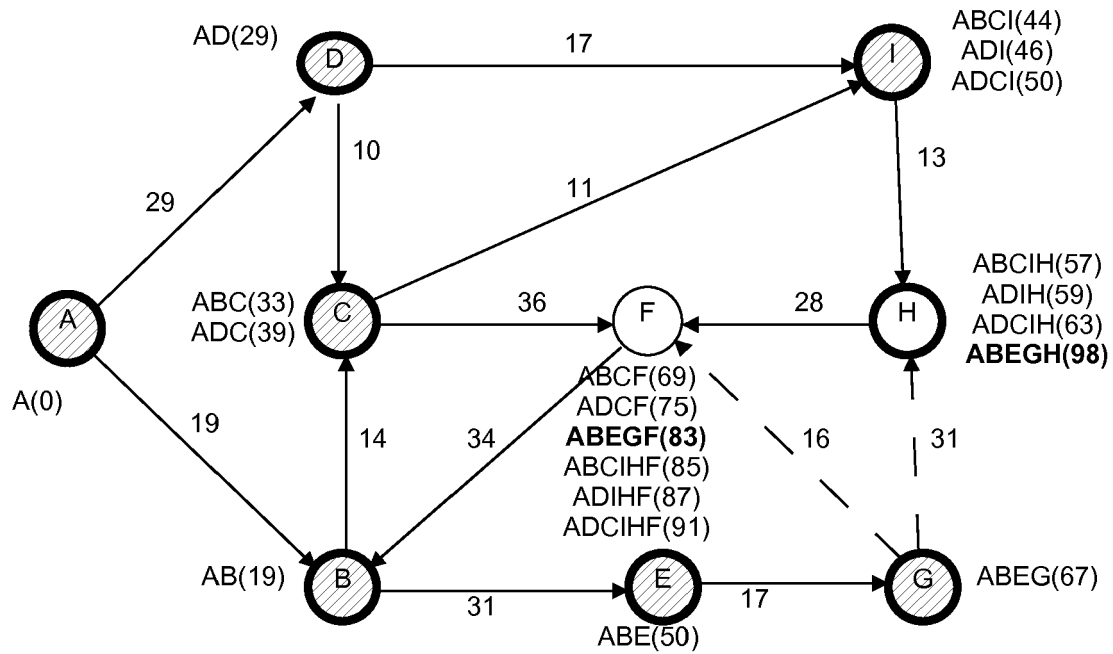 AD(29)
D
17
I
ABCI(44)
ADI(46)
ADCI(50)
10
13
29
11
A
A(0)
ABC(33)
ADC(39)
C
36
F
28
H
ABCIH(57)
ADIH(59)
ADCIH(63)
ABEGH(98)
19
14
34
ABCF(69)
ADCF(75)
ABEGF(83)
ABCIHF(85)
ADIHF(87)
ADCIHF(91)
16
31
AB(19)
B
31
E
ABE(50)
17
G
ABEG(67)